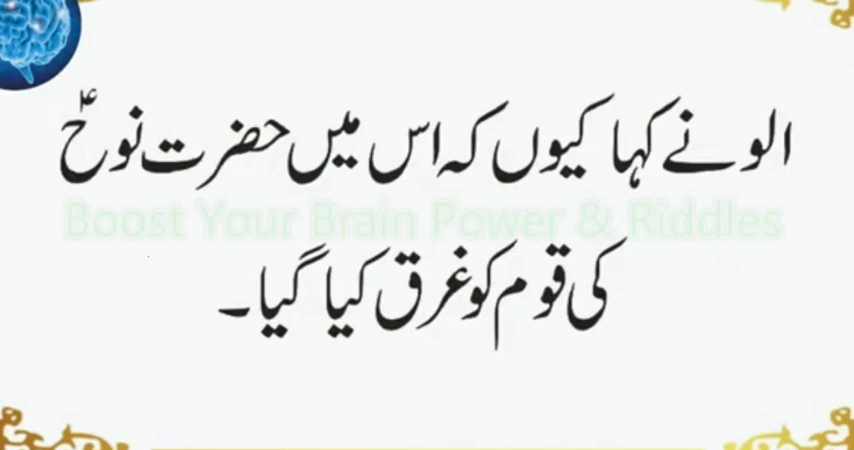 الو نے کہا کیوں کہ اس میں حضرت نوحؑ
Boost Your Brain Power & Riddles
کی قوم کو غرق کیا گیا۔